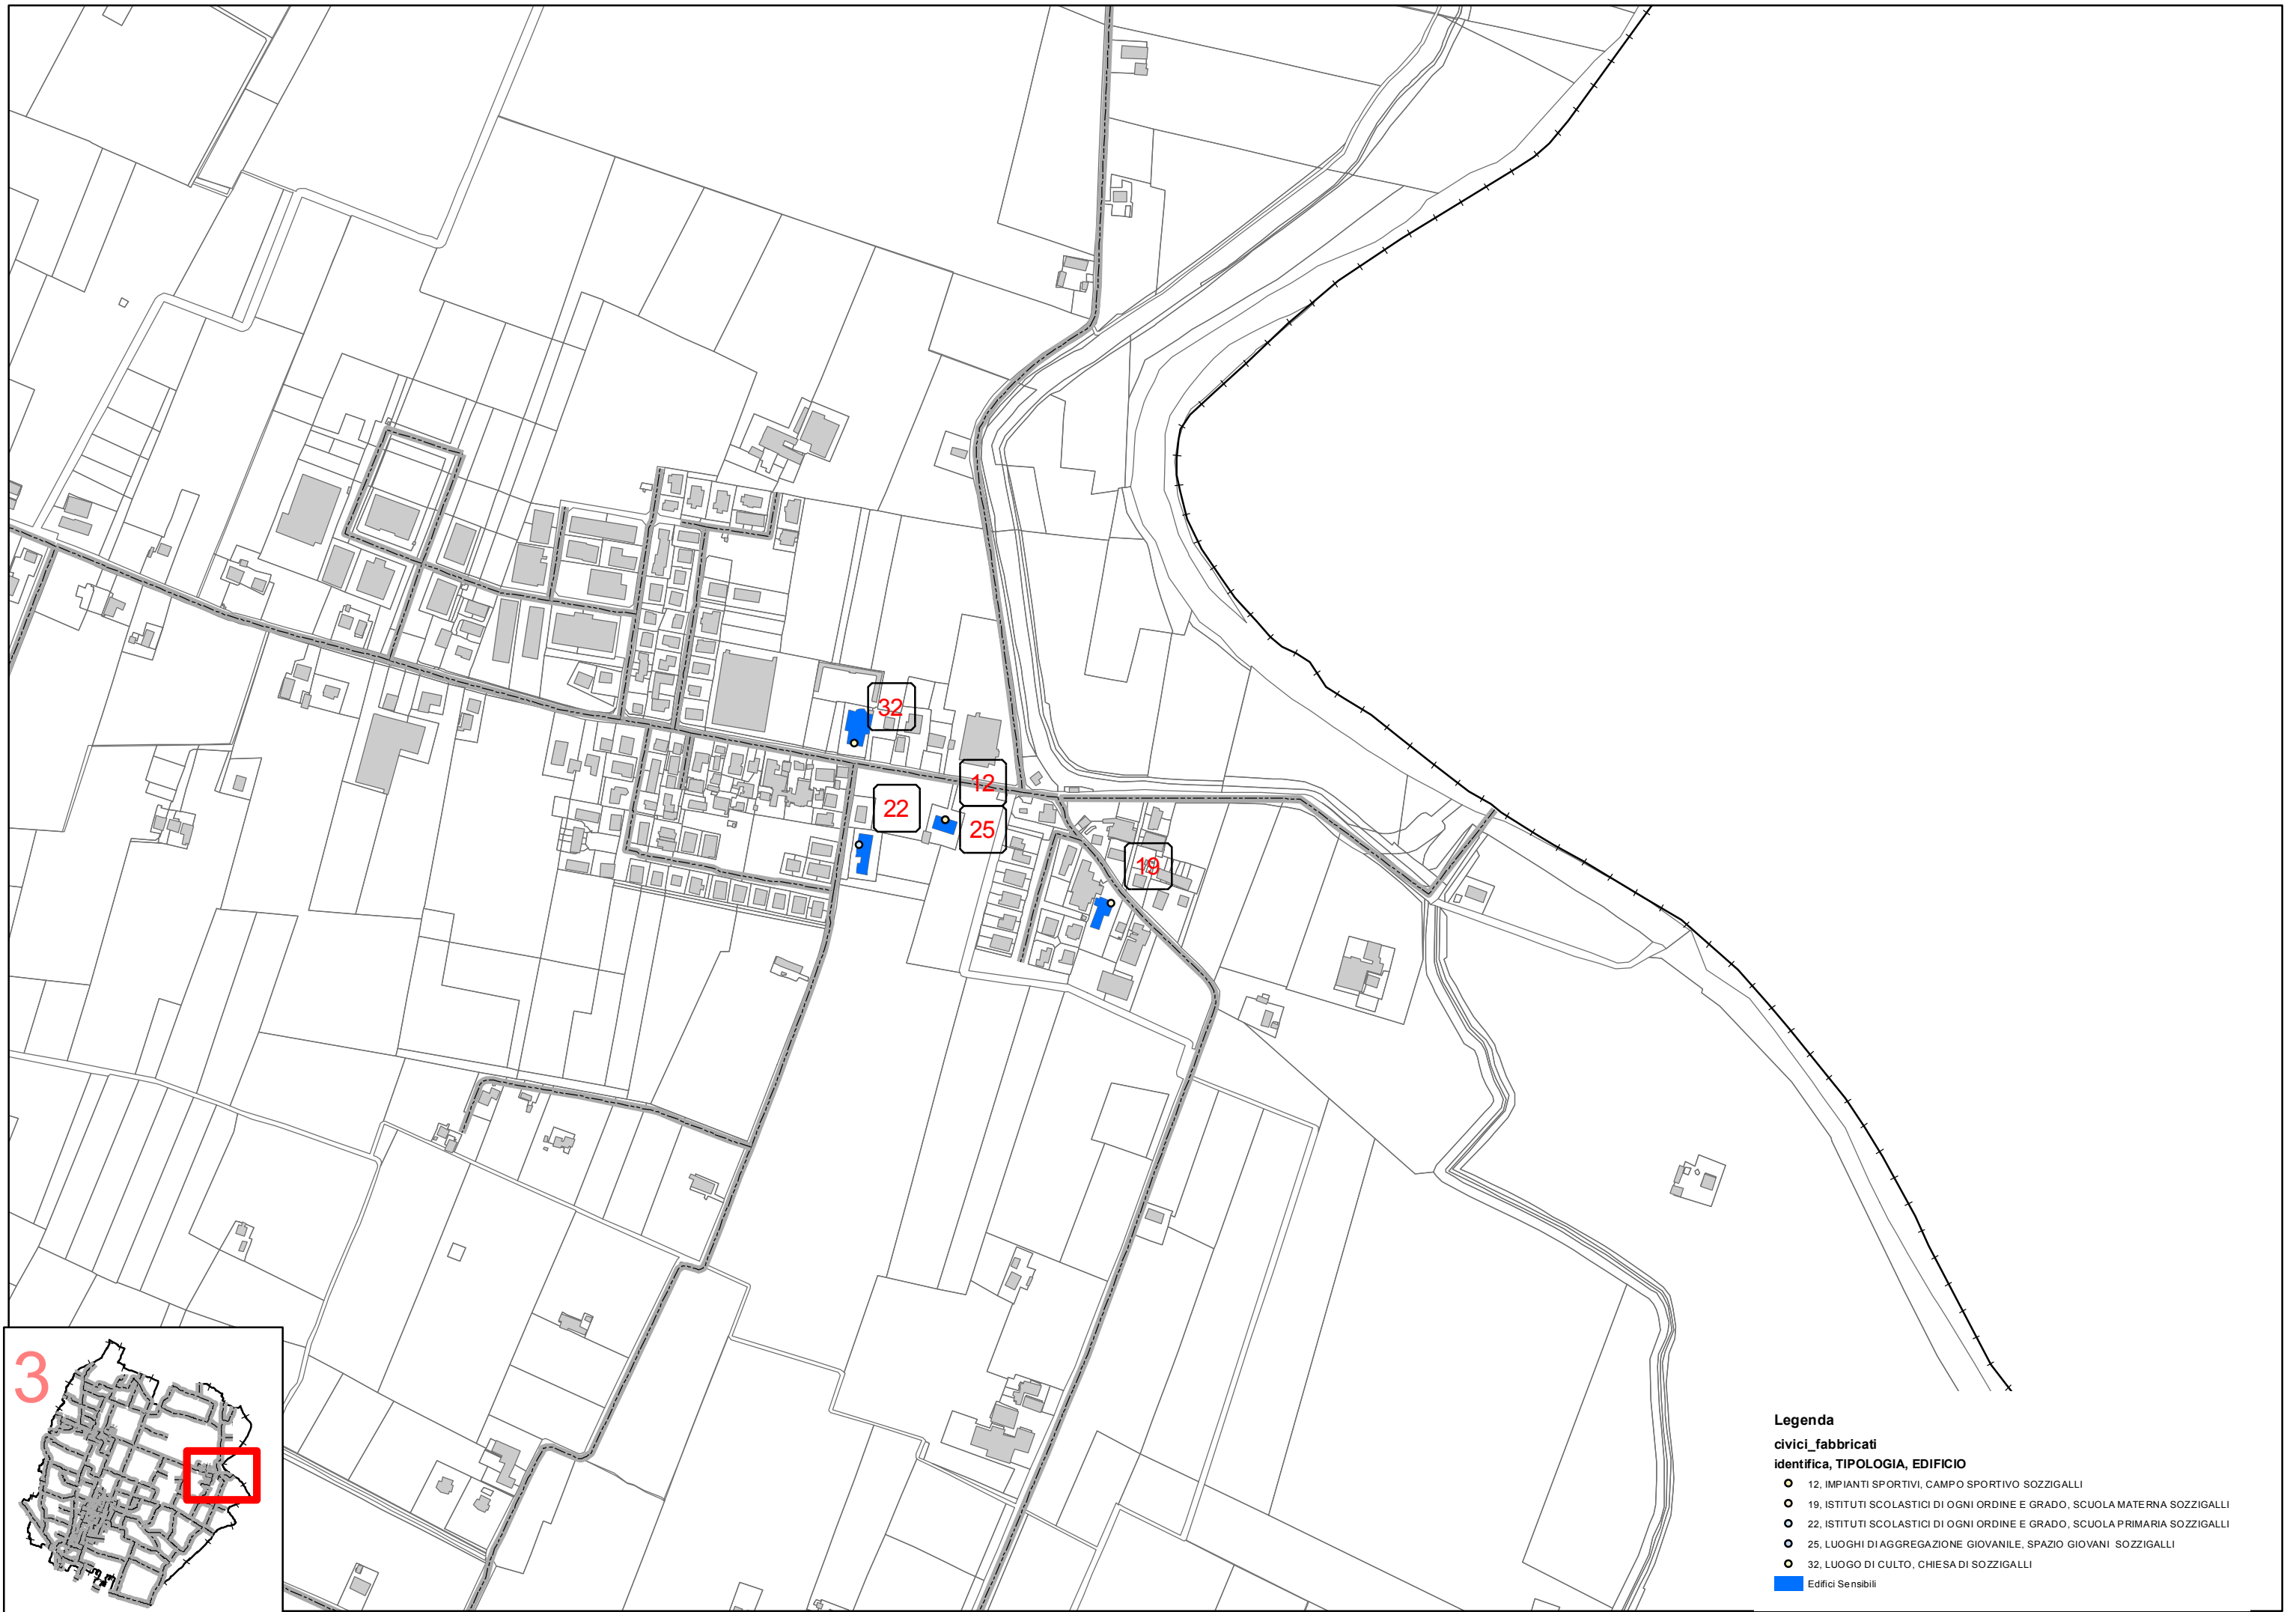 32
12
22
25
19
3
Legenda
civici_fabbricati
identifica, TIPOLOGIA, EDIFICIO
12, IMPIANTI SPORTIVI, CAMPO SPORTIVO SOZZIGALLI
19, ISTITUTI SCOLASTICI DI OGNI ORDINE E GRADO, SCUOLA MATERNA SOZZIGALLI
22, ISTITUTI SCOLASTICI DI OGNI ORDINE E GRADO, SCUOLA PRIMARIA SOZZIGALLI
25, LUOGHI DI AGGREGAZIONE GIOVANILE, SPAZIO GIOVANI SOZZIGALLI
32, LUOGO DI CULTO, CHIESA DI SOZZIGALLI
Edifici Sensibili